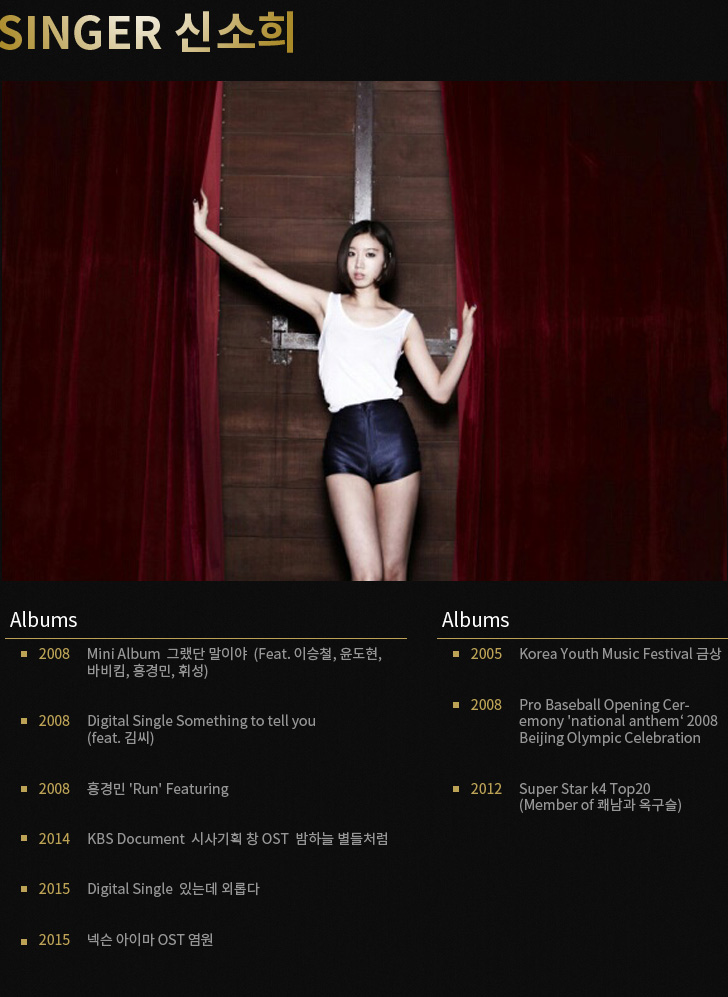 SINGER 신소희
Albums
2008 Mini Album 그랬단 말이야 (Feat. 이승철, 윤도현,
바비킴, 홍경민, 휘성)
2008 Digital Single Something to tell you
(feat. 김씨)
2008 홍경민 'Run' Featuring
2014 KBS Document 시사기획 창 OST 밤하늘 별들처럼
2015 Digital Single 있는데 외롭다
2015 넥슨 아이마 OST 염원
Albums
2005 Korea Youth Music Festival 금상
2008 Pro Baseball Opening Cer-
emony 'national anthem‘ 2008
Beijing Olympic Celebration
2012 Super Star k4 Top20
(Member of 쾌남과 옥구슬)